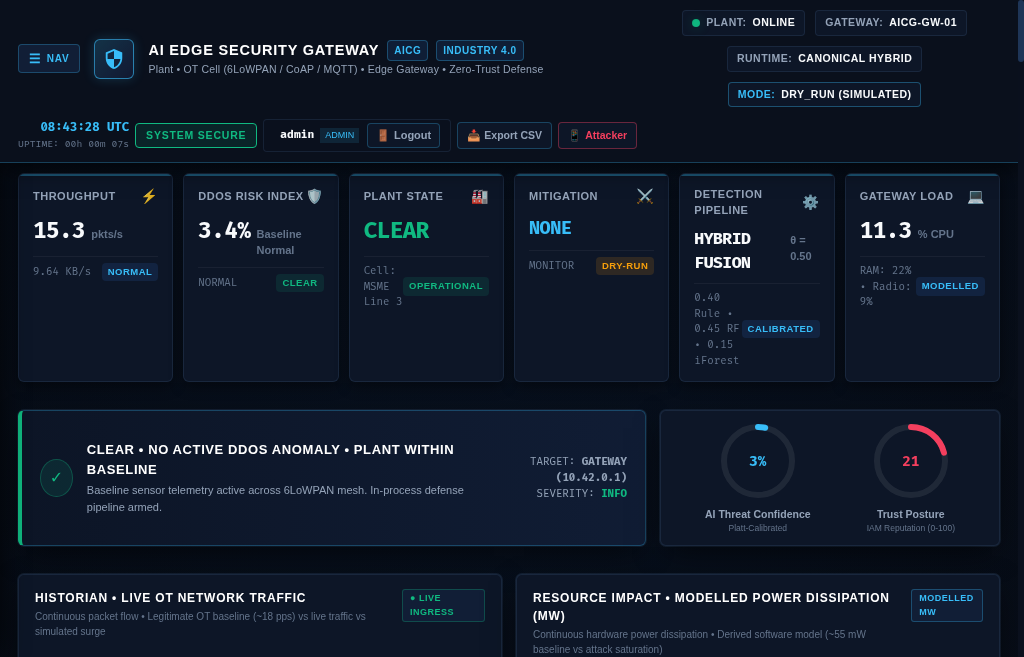 ☰ NAV
AI EDGE SECURITY GATEWAY AICG INDUSTRY 4.0
Plant • OT Cell (6LoWPAN / CoAP / MQTT) • Edge Gateway • Zero-Trust Defense
PLANT: ONLINE GATEWAY: AICG-GW-01
RUNTIME: CANONICAL HYBRID
MODE: DRY_RUN (SIMULATED)
08:43:28 UTC
UPTIME: 00h 00m 07s
SYSTEM SECURE
admin ADMIN 🚪 Logout
📥 Export CSV
📱 Attacker
THROUGHPUT ⚡
15.3 pkts/s
9.64 KB/s NORMAL
DDOS RISK INDEX 🛡️
3.4% Baseline
Normal
NORMAL CLEAR
PLANT STATE 🏭
CLEAR
Cell:
MSME OPERATIONAL
Line 3
MITIGATION ⚔️
NONE
MONITOR DRY-RUN
DETECTION
PIPELINE ⚙️
HYBRID θ =
FUSION 0.50
0.40
Rule •
0.45 RF CALIBRATED
• 0.15
iForest
GATEWAY LOAD 💻
11.3 % CPU
RAM: 22%
• Radio: MODELLED
9%
✓
CLEAR • NO ACTIVE DDOS ANOMALY • PLANT WITHIN
BASELINE
Baseline sensor telemetry active across 6LoWPAN mesh. In-process defense
pipeline armed.
TARGET: GATEWAY
(10.42.0.1)
SEVERITY: INFO
3%
AI Threat Confidence
Platt-Calibrated
21
Trust Posture
IAM Reputation (0-100)
HISTORIAN • LIVE OT NETWORK TRAFFIC
Continuous packet flow • Legitimate OT baseline (~18 pps) vs live traffic vs
simulated surge
● LIVE
INGRESS
RESOURCE IMPACT • MODELLED POWER DISSIPATION
(MW)
Continuous hardware power dissipation • Derived software model (~55 mW
baseline vs attack saturation)
MODELLED
MW